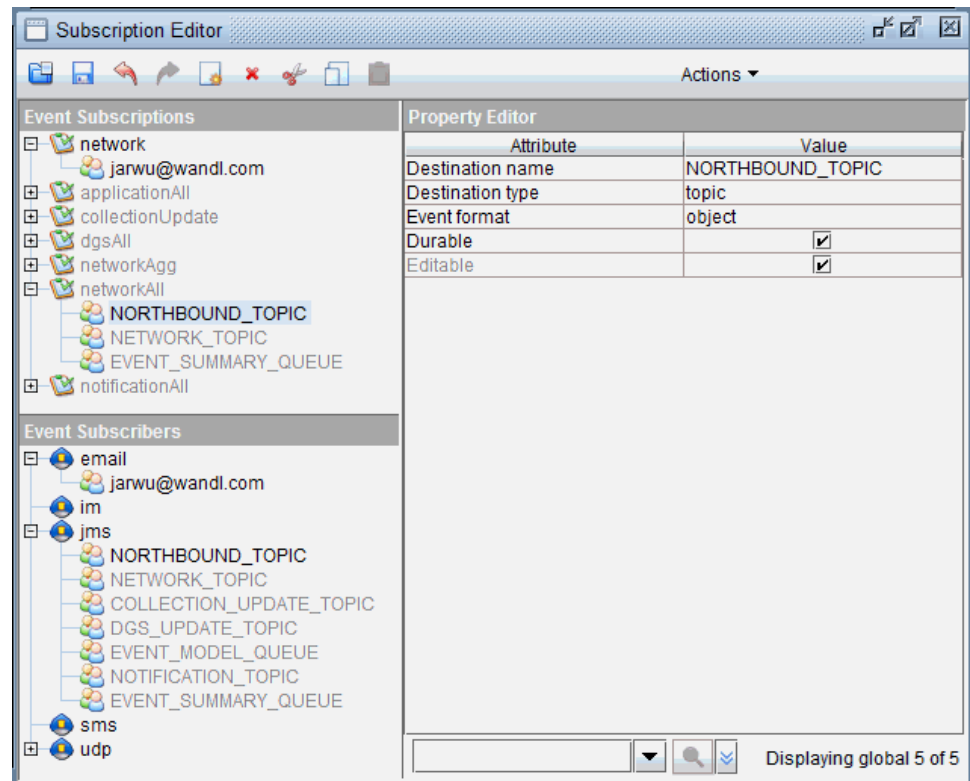 Subscription Editor
Actions
Event Subscriptions
network
jarwu@wandl.com
applicationAll
collectionUpdate
dgsAll
networkAgg
networkAll
NORTHBOUND_TOPIC
NETWORK_TOPIC
EVENT_SUMMARY_QUEUE
notificationAll
Event Subscribers
email
jarwu@wandl.com
im
jms
NORTHBOUND_TOPIC
NETWORK_TOPIC
COLLECTION_UPDATE_TOPIC
DGS_UPDATE_TOPIC
EVENT_MODEL_QUEUE
NOTIFICATION_TOPIC
EVENT_SUMMARY_QUEUE
sms
udp
Property Editor
Attribute Value
Destination name NORTHBOUND_TOPIC
Destination type topic
Event format object
Durable
Editable
Displaying global 5 of 5